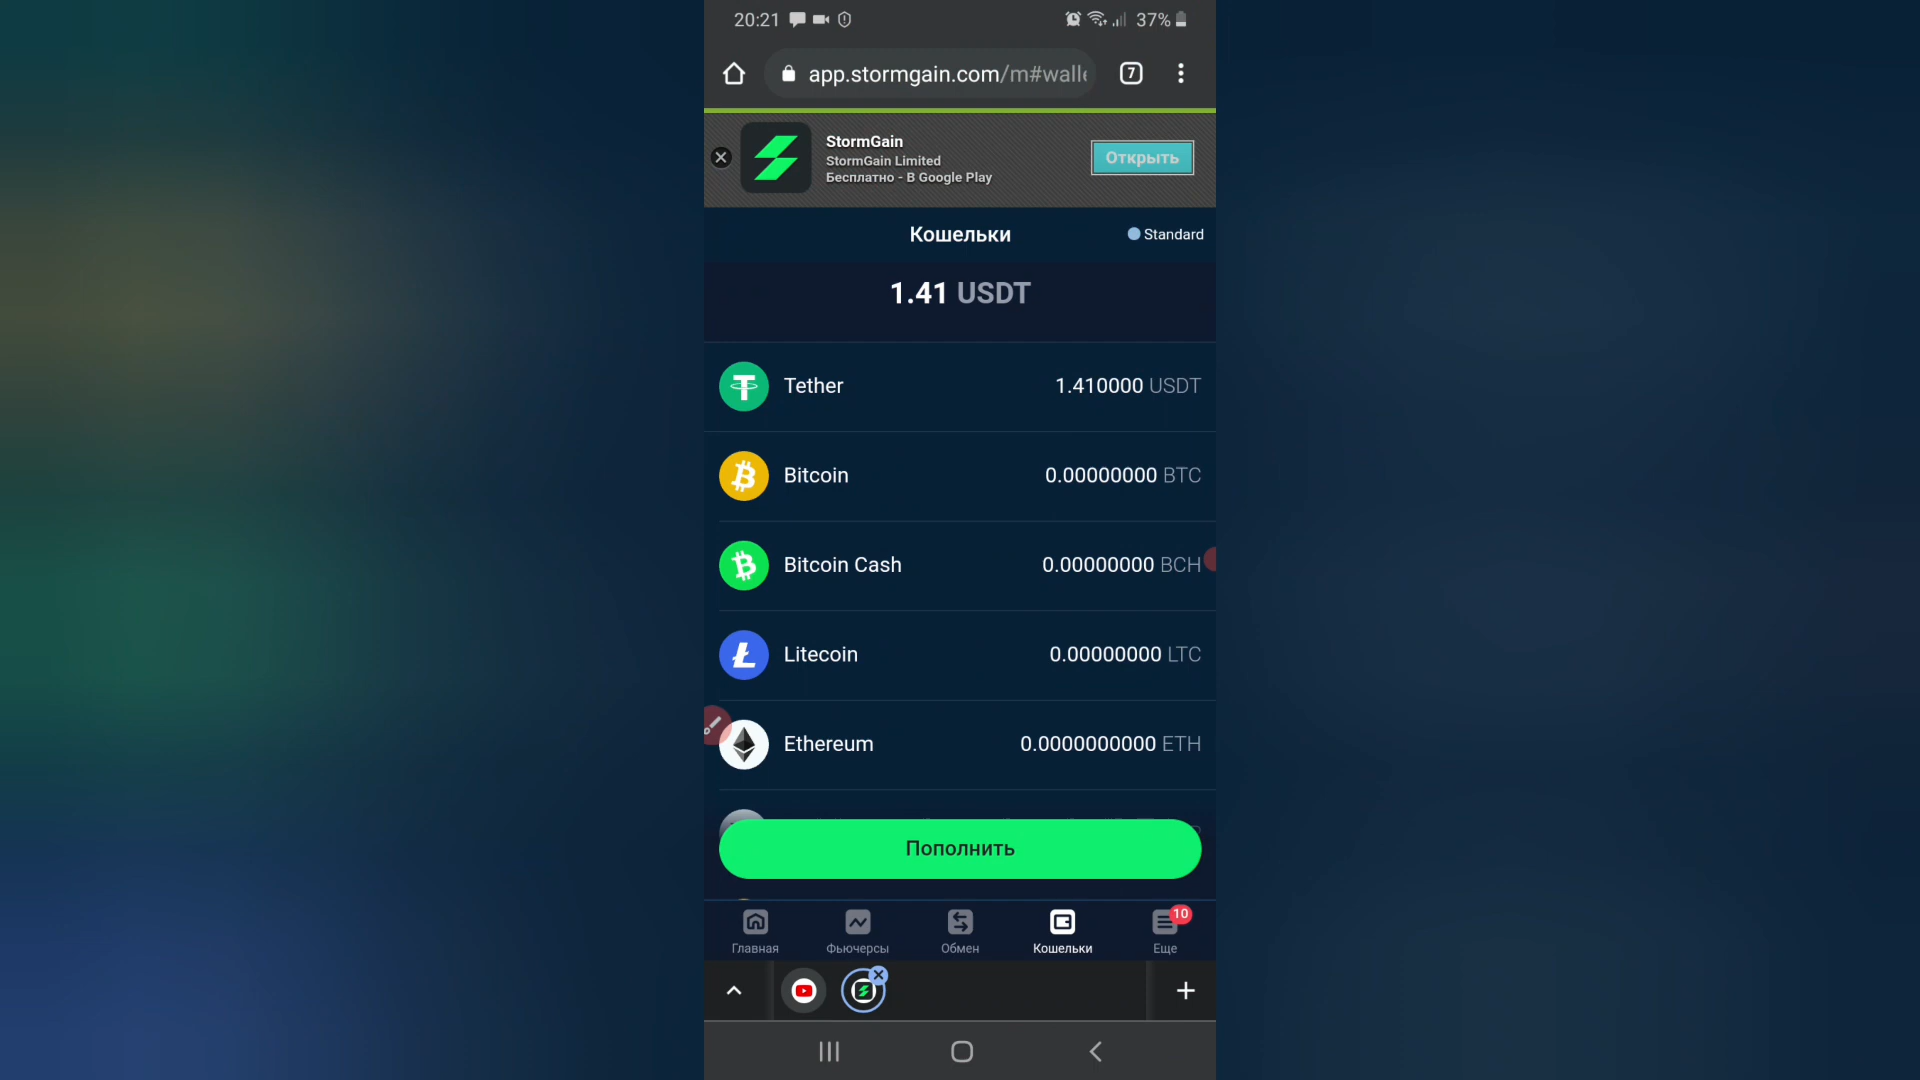 20:21
37%
app.stormgain.com/m#walle
7
StormGain
StormGain Limited
Бесплатно - В Google Play
Открыть
Кошельки
Standard
1.41 USDT
Tether
1.410000 USDT
Bitcoin
0.00000000 BTC
Bitcoin Cash
0.00000000 BCH
Litecoin
0.00000000 LTC
Ethereum
0.0000000000 ETH
Пополнить
Главная
Фьючерсы
Обмен
Кошельки
10
Еще